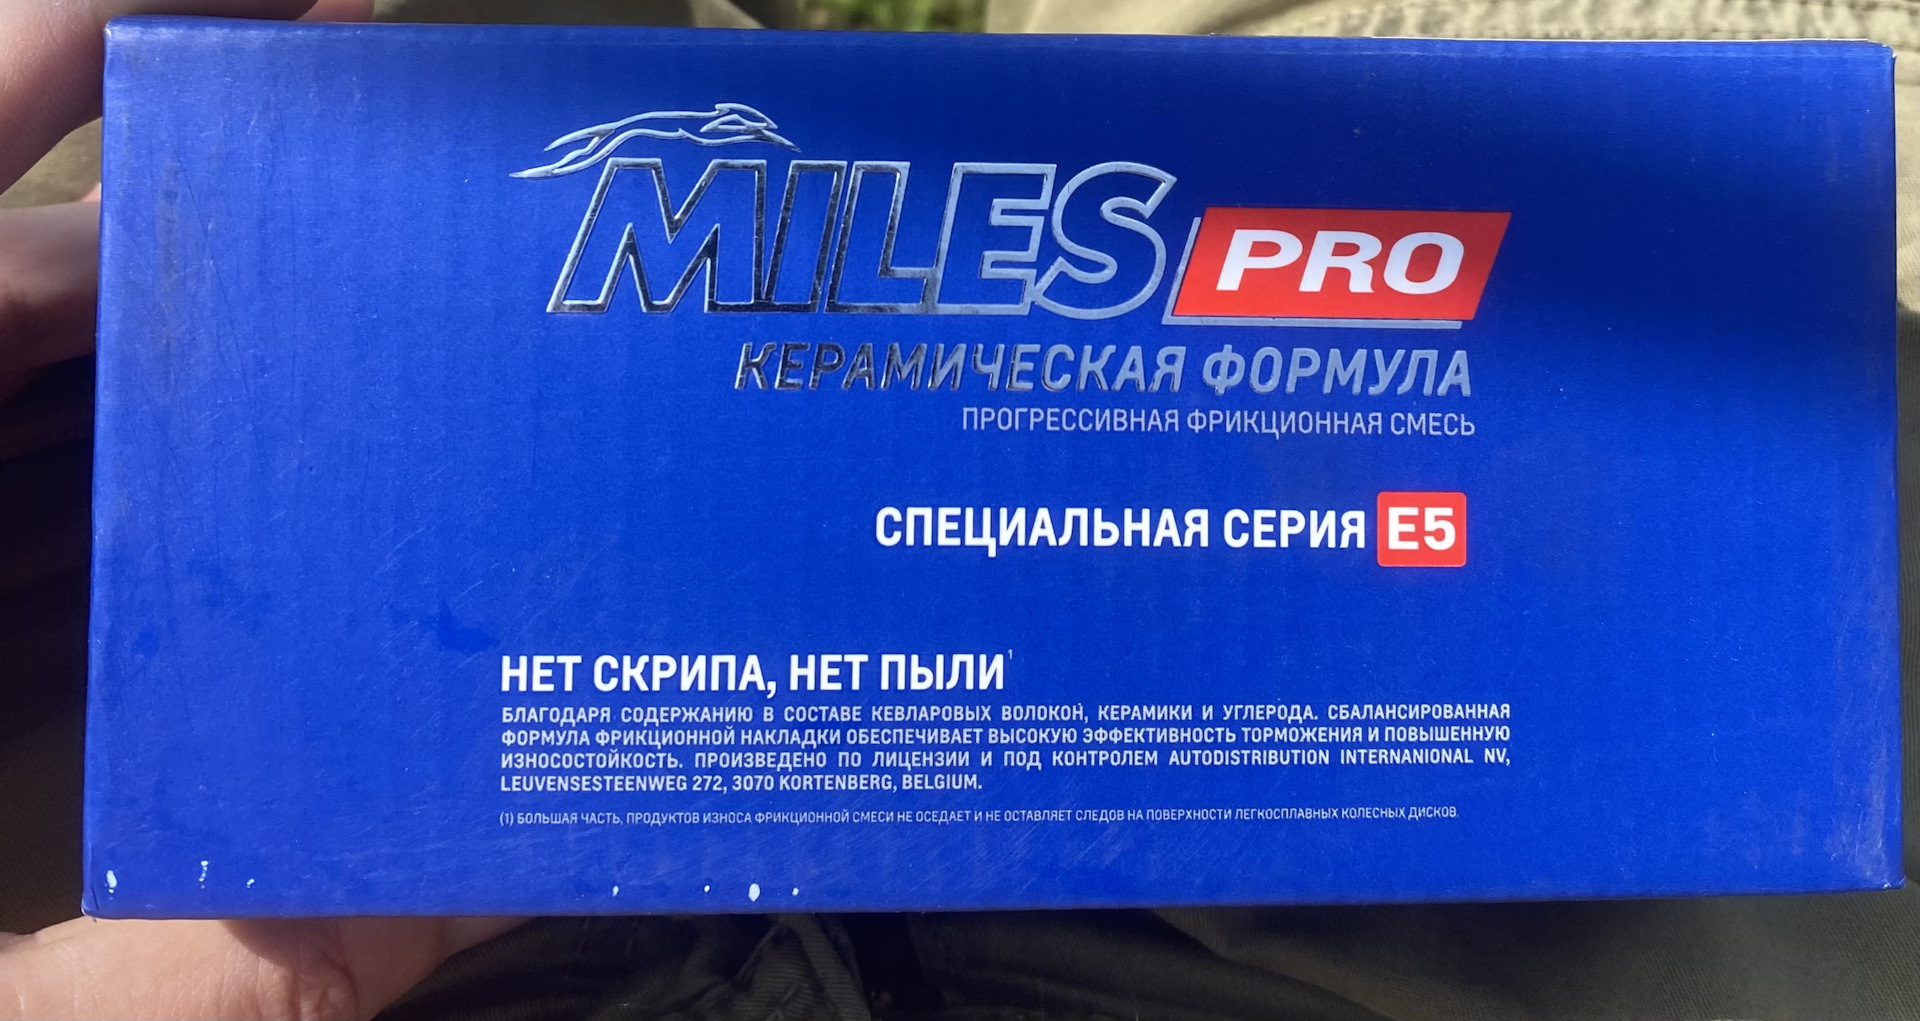 MILES PRO
КЕРАМИЧЕСКАЯ ФОРМУЛА
ПРОГРЕССИВНАЯ ФРИКЦИОННАЯ СМЕСЬ
СПЕЦИАЛЬНАЯ СЕРИЯ E5
НЕТ СКРИПА, НЕТ ПЫЛИ¹
БЛАГОДАРЯ СОДЕРЖАНИЮ В СОСТАВЕ КЕВЛАРОВЫХ ВОЛОКОН, КЕРАМИКИ И УГЛЕРОДА. СБАЛАНСИРОВАННАЯ
ФОРМУЛА ФРИКЦИОННОЙ НАКЛАДКИ ОБЕСПЕЧИВАЕТ ВЫСОКУЮ ЭФФЕКТИВНОСТЬ ТОРМОЖЕНИЯ И ПОВЫШЕННУЮ
ИЗНОСОСТОЙКОСТЬ. ПРОИЗВЕДЕНО ПО ЛИЦЕНЗИИ И ПОД КОНТРОЛЕМ AUTODISTRIBUTION INTERNANIONAL NV,
LEUVENSESTEENWEG 272, 3070 KORTENBERG, BELGIUM.
(1) БОЛЬШАЯ ЧАСТЬ, ПРОДУКТОВ ИЗНОСА ФРИКЦИОННОЙ СМЕСИ НЕ ОСЕДАЕТ И НЕ ОСТАВЛЯЕТ СЛЕДОВ НА ПОВЕРХНОСТИ ЛЕГКОСПЛАВНЫХ КОЛЕСНЫХ ДИСКОВ.